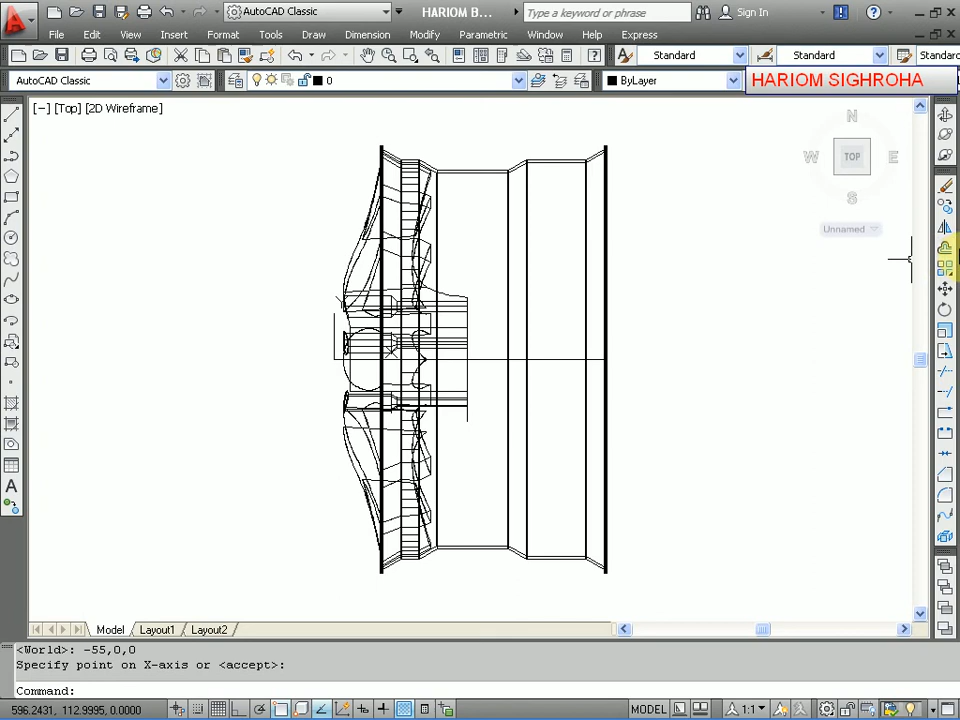 AutoCAD Classic
HARIOM B...
Type a keyword or phrase
Sign In
File Edit View Insert Format Tools Draw Dimension Modify Parametric Window Help Express
Standard Standard Standard
AutoCAD Classic
0
ByLayer
HARIOM SIGHROHA
[−] [Top] [2D Wireframe]
N
W TOP E
S
Unnamed
Model Layout1 Layout2
<World>: -55,0,0
Specify point on X-axis or <accept>:
Command:
596.2431, 112.9995, 0.0000
MODEL
1:1